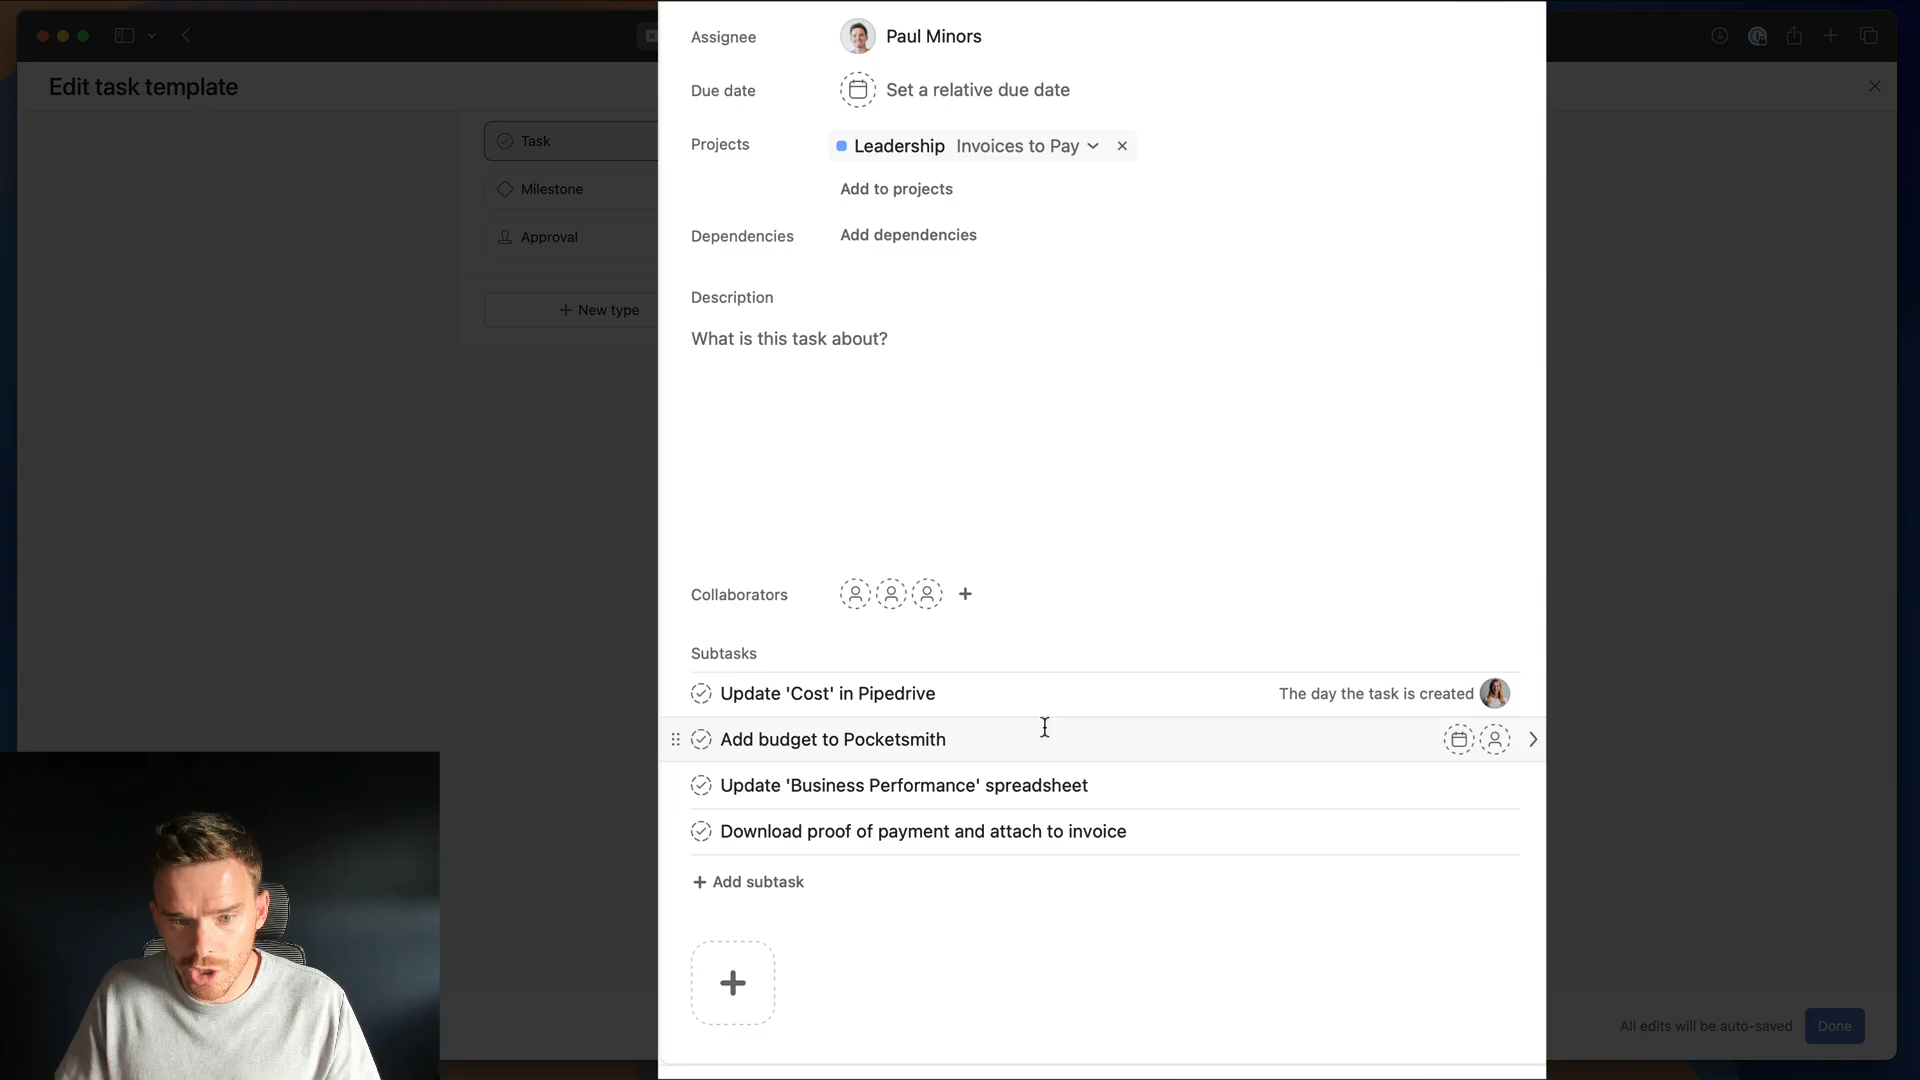 Edit task template
Task
Milestone
Approval
+ New type
Assignee
Paul Minors
Due date
Set a relative due date
Projects
Leadership Invoices to Pay
Add to projects
Dependencies
Add dependencies
Description
What is this task about?
Collaborators
Subtasks
Update 'Cost' in Pipedrive
The day the task is created
Add budget to Pocketsmith
Update 'Business Performance' spreadsheet
Download proof of payment and attach to invoice
+ Add subtask
All edits will be auto-saved
Done